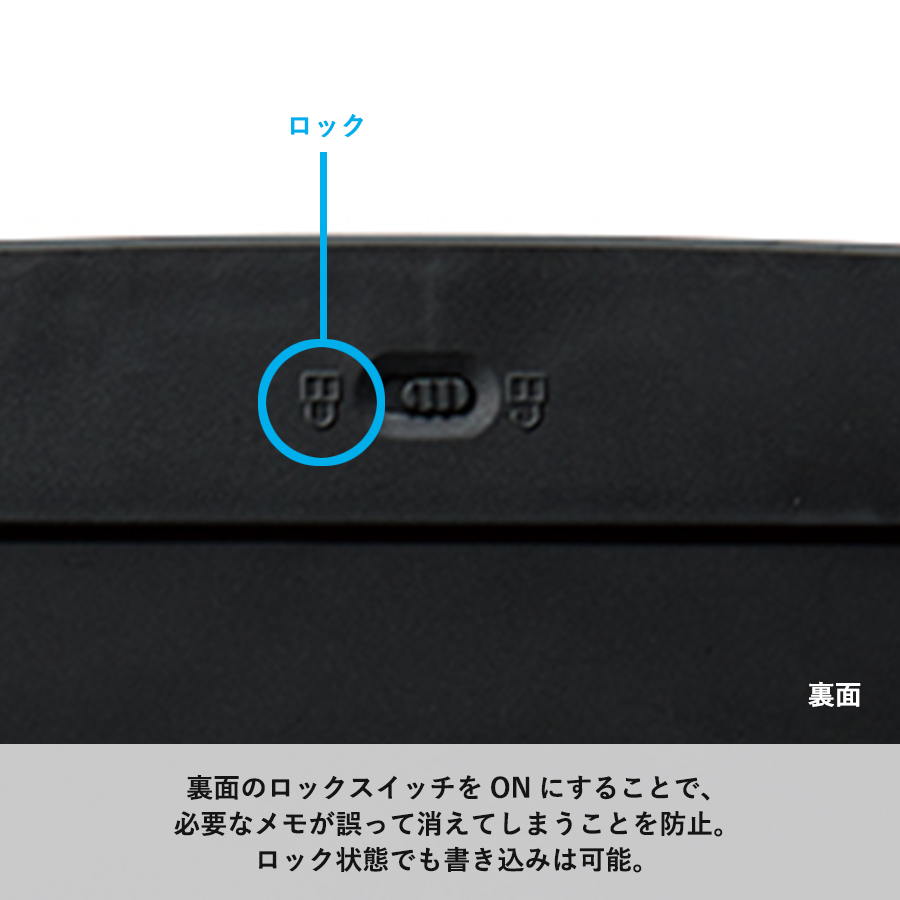 ロック
裏面
裏面のロックスイッチをONにすることで、
必要なメモが誤って消えてしまうことを防止。
ロック状態でも書き込みは可能。